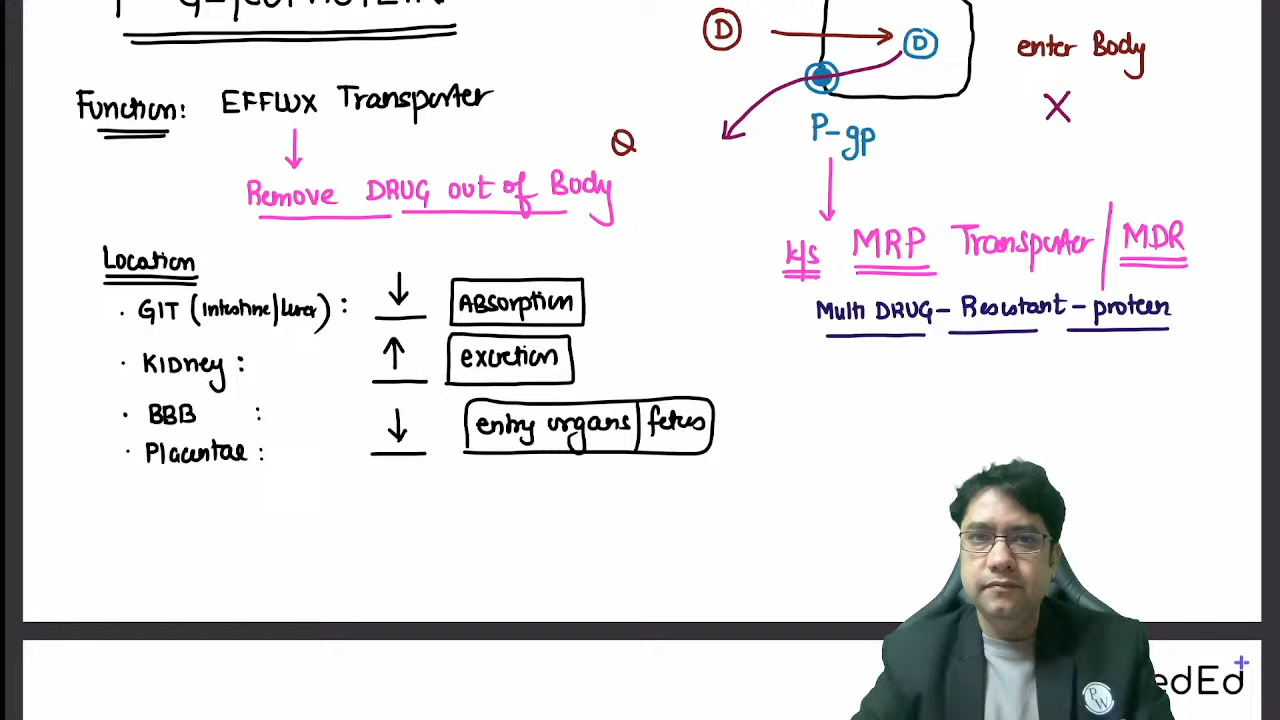 D
D
enter Body
X
Function: EFFLUX Transporter
P-gp
Remove DRUG out of Body
K/s MRP Transporter / MDR
Multi DRUG - Resistant - protein
Location
· GIT (Intestine/Liver) : ↓ ABSorption
· KIDney : ↑ excretion
· BBB : ↓ entry organs | fetus
· Placentae :
PW
edEd+